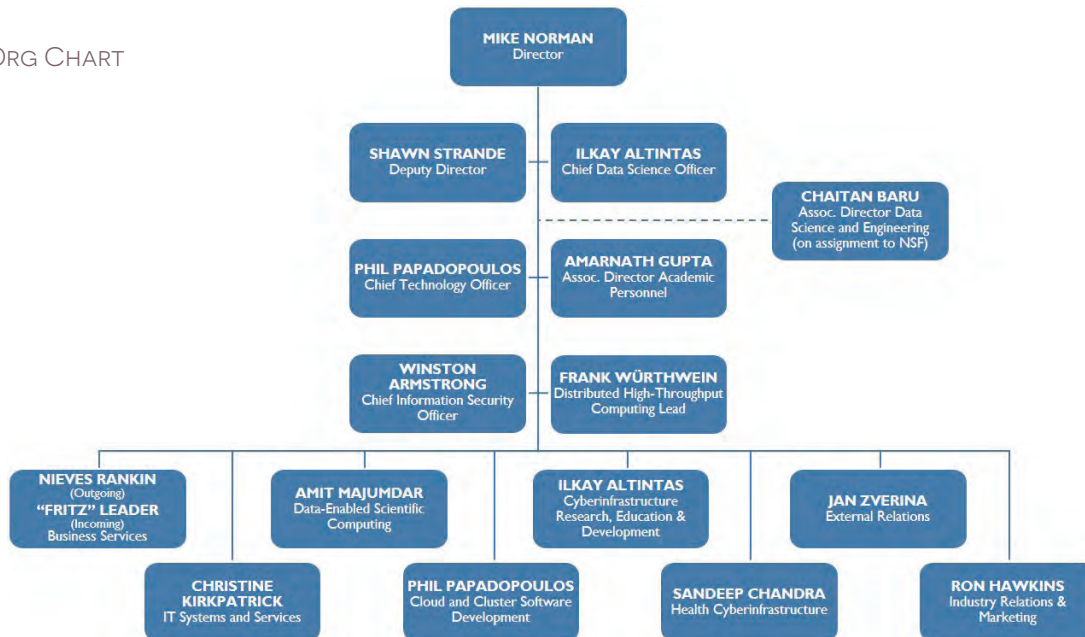 ORG CHART
MIKE NORMAN
Director
SHAWN STRANDE
Deputy Director
ILKAY ALTINTAS
Chief Data Science Officer
CHAITAN BARU
Assoc. Director Data
Science and Engineering
(on assignment to NSF)
PHIL PAPADOPOULOS
Chief Technology Officer
AMARNATH GUPTA
Assoc. Director Academic
Personnel
WINSTON
ARMSTRONG
Chief Information Security
Officer
FRANK WÜRTHWEIN
Distributed High-Throughput
Computing Lead
NIEVES RANKIN
(Outgoing)
“FRITZ” LEADER
(Incoming)
Business Services
AMIT MAJUMDAR
Data-Enabled Scientific
Computing
ILKAY ALTINTAS
Cyberinfrastructure
Research, Education &
Development
JAN ZVERINA
External Relations
CHRISTINE
KIRKPATRICK
IT Systems and Services
PHIL PAPADOPOULOS
Cloud and Cluster Software
Development
SANDEEP CHANDRA
Health Cyberinfrastructure
RON HAWKINS
Industry Relations &
Marketing